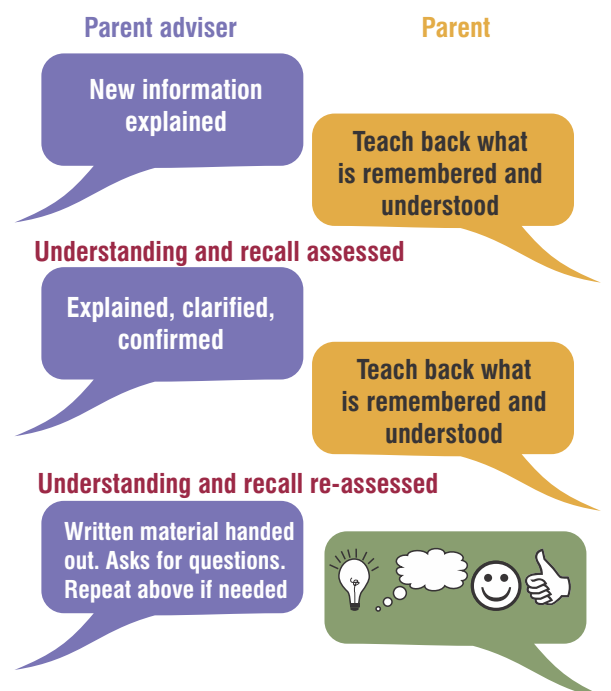 Parent adviser
Parent
New information
explained
Teach back what
is remembered and
understood
Understanding and recall assessed
Explained, clarified,
confirmed
Teach back what
is remembered and
understood
Understanding and recall re-assessed
Written material handed
out. Asks for questions.
Repeat above if needed